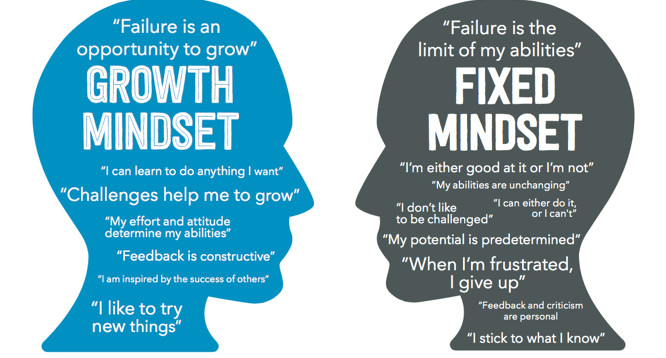 “Failure is an
opportunity to grow”
GROWTH
MINDSET
“I can learn to do anything I want”
“Challenges help me to grow”
“My effort and attitude
determine my abilities”
“Feedback is constructive”
“I am inspired by the success of others”
“I like to try
new things”
“Failure is the
limit of my abilities”
FIXED
MINDSET
“I’m either good at it or I’m not”
“My abilities are unchanging”
“I don’t like
to be challenged”
“I can either do it,
or I can’t”
“My potential is predetermined”
“When I’m frustrated,
I give up”
“Feedback and criticism
are personal
“I stick to what I know”